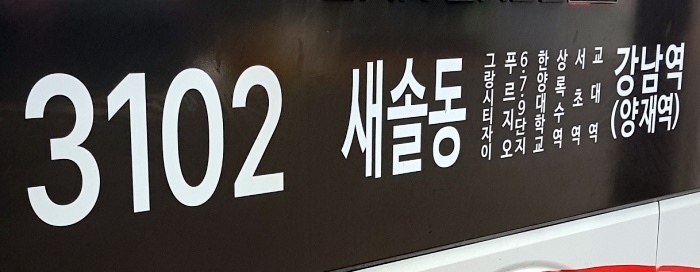 3102
새솔동
그랑시티자이
푸르지오
6.7.9단지
한양대학교
상록수역
서초역
교대역
강남역
(양재역)